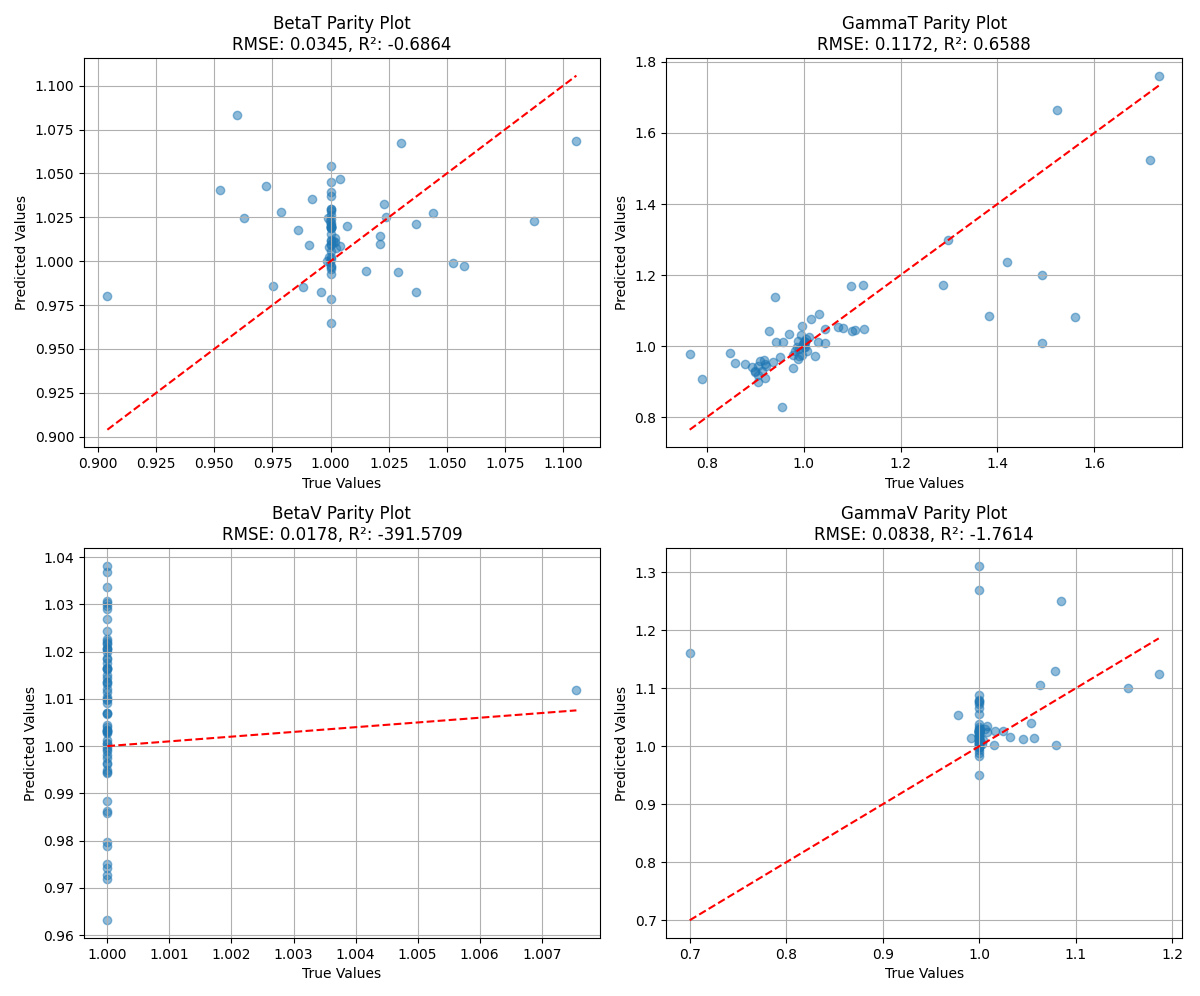 BetaT Parity Plot
RMSE: 0.0345, R²: -0.6864
1.100
1.075
1.050
1.025
1.000
0.975
0.950
0.925
0.900
Predicted Values
0.900 0.925 0.950 0.975 1.000 1.025 1.050 1.075 1.100
True Values
GammaT Parity Plot
RMSE: 0.1172, R²: 0.6588
1.8
1.6
1.4
1.2
1.0
0.8
Predicted Values
0.8 1.0 1.2 1.4 1.6
True Values
BetaV Parity Plot
RMSE: 0.0178, R²: -391.5709
1.04
1.03
1.02
1.01
1.00
0.99
0.98
0.97
0.96
Predicted Values
1.000 1.001 1.002 1.003 1.004 1.005 1.006 1.007
True Values
GammaV Parity Plot
RMSE: 0.0838, R²: -1.7614
1.3
1.2
1.1
1.0
0.9
0.8
0.7
Predicted Values
0.7 0.8 0.9 1.0 1.1 1.2
True Values